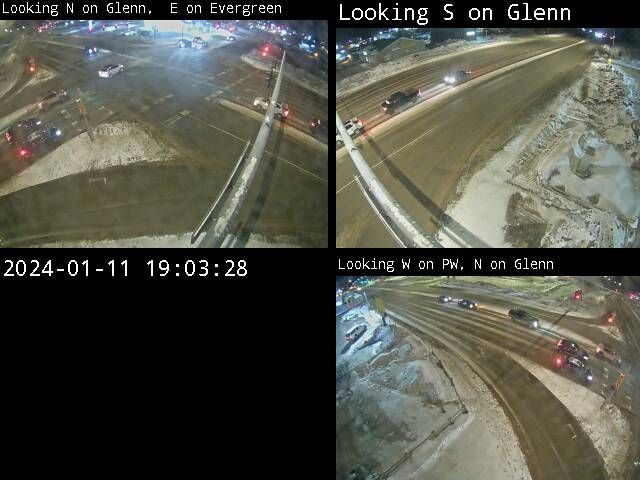 Looking N on Glenn,  E on Evergreen
Looking S on Glenn
2024-01-11 19:03:28
Looking W on PW, N on Glenn